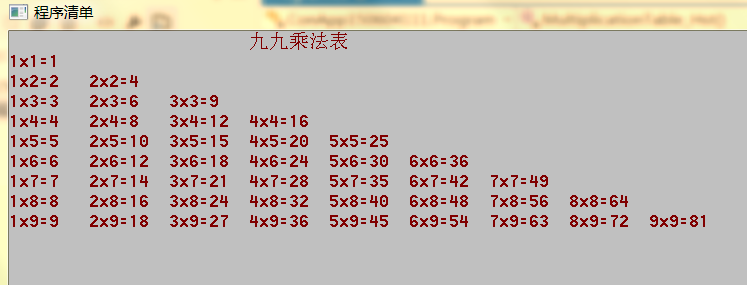 程序清单
九九乘法表
1x1=1
1x2=2 2x2=4
1x3=3 2x3=6 3x3=9
1x4=4 2x4=8 3x4=12 4x4=16
1x5=5 2x5=10 3x5=15 4x5=20 5x5=25
1x6=6 2x6=12 3x6=18 4x6=24 5x6=30 6x6=36
1x7=7 2x7=14 3x7=21 4x7=28 5x7=35 6x7=42 7x7=49
1x8=8 2x8=16 3x8=24 4x8=32 5x8=40 6x8=48 7x8=56 8x8=64
1x9=9 2x9=18 3x9=27 4x9=36 5x9=45 6x9=54 7x9=63 8x9=72 9x9=81